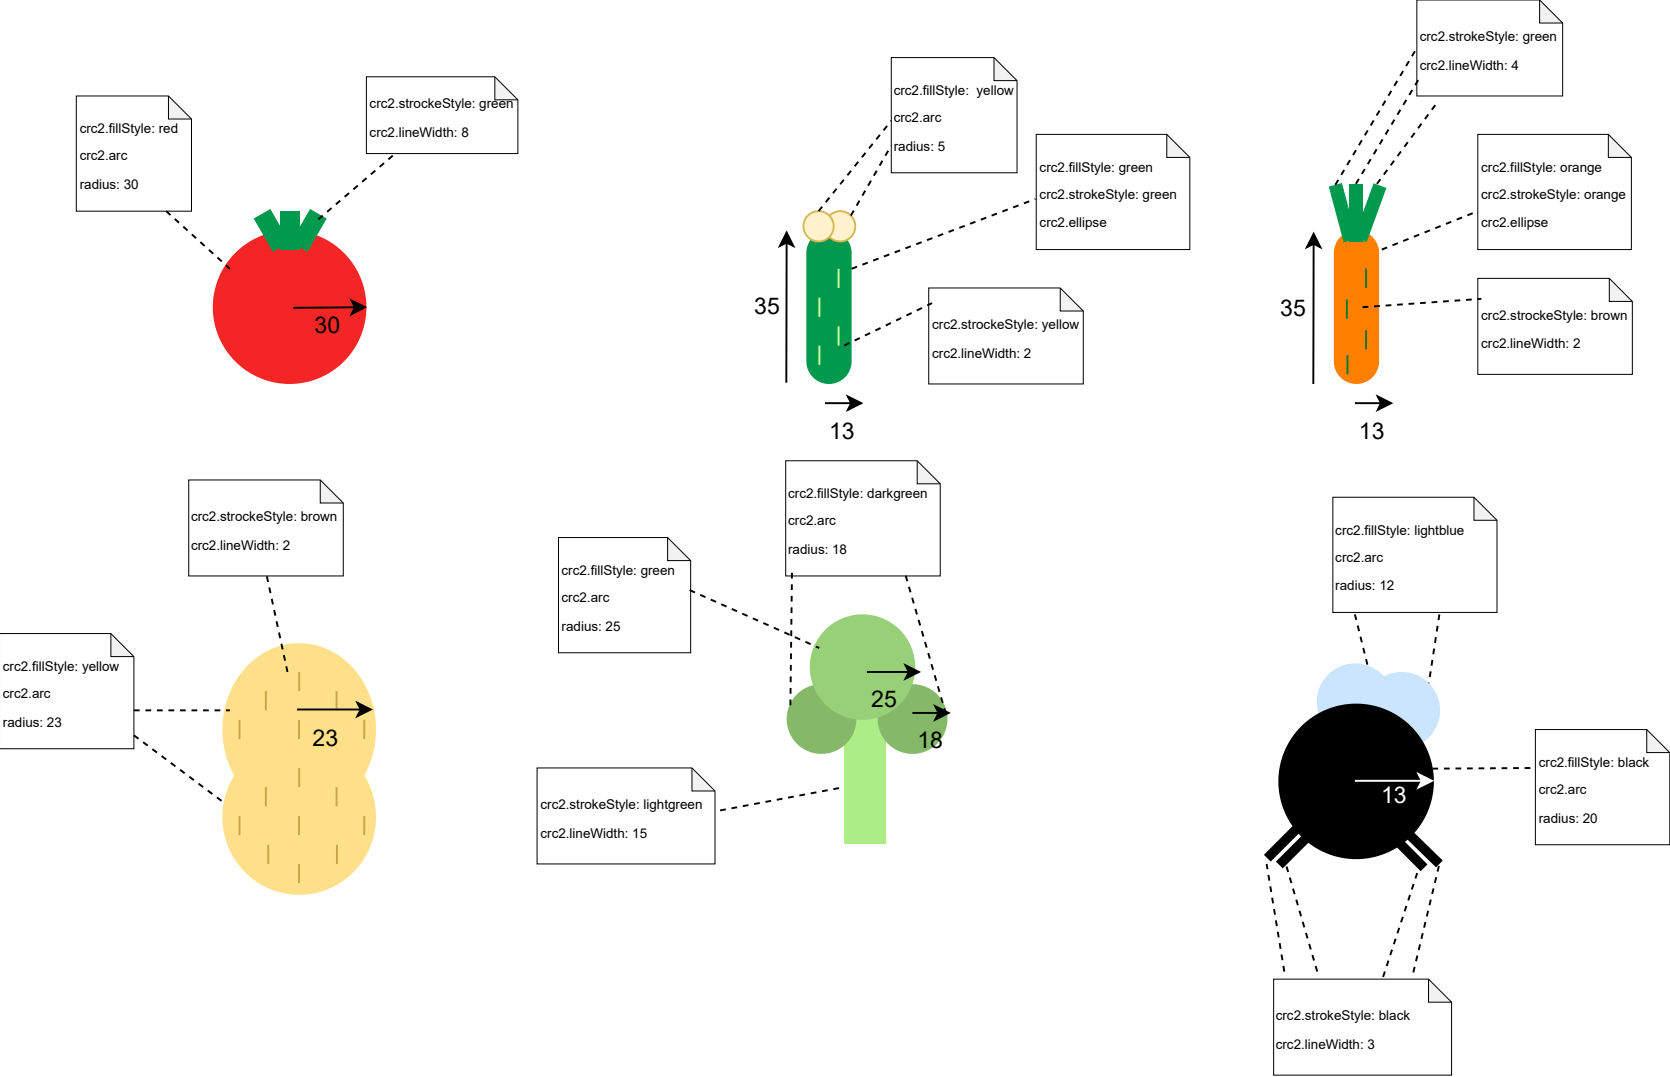 crc2.fillStyle: red
crc2.arc
radius: 30
crc2.strockeStyle: green
crc2.lineWidth: 8
30
crc2.fillStyle:  yellow
crc2.arc
radius: 5
crc2.fillStyle: green
crc2.strokeStyle: green
crc2.ellipse
crc2.strockeStyle: yellow
crc2.lineWidth: 2
35
13
crc2.strokeStyle: green
crc2.lineWidth: 4
crc2.fillStyle: orange
crc2.strokeStyle: orange
crc2.ellipse
crc2.strockeStyle: brown
crc2.lineWidth: 2
35
13
crc2.strockeStyle: brown
crc2.lineWidth: 2
crc2.fillStyle: yellow
crc2.arc
radius: 23
23
crc2.fillStyle: darkgreen
crc2.arc
radius: 18
crc2.fillStyle: green
crc2.arc
radius: 25
25
18
crc2.strokeStyle: lightgreen
crc2.lineWidth: 15
crc2.fillStyle: lightblue
crc2.arc
radius: 12
crc2.fillStyle: black
crc2.arc
radius: 20
13
crc2.strokeStyle: black
crc2.lineWidth: 3